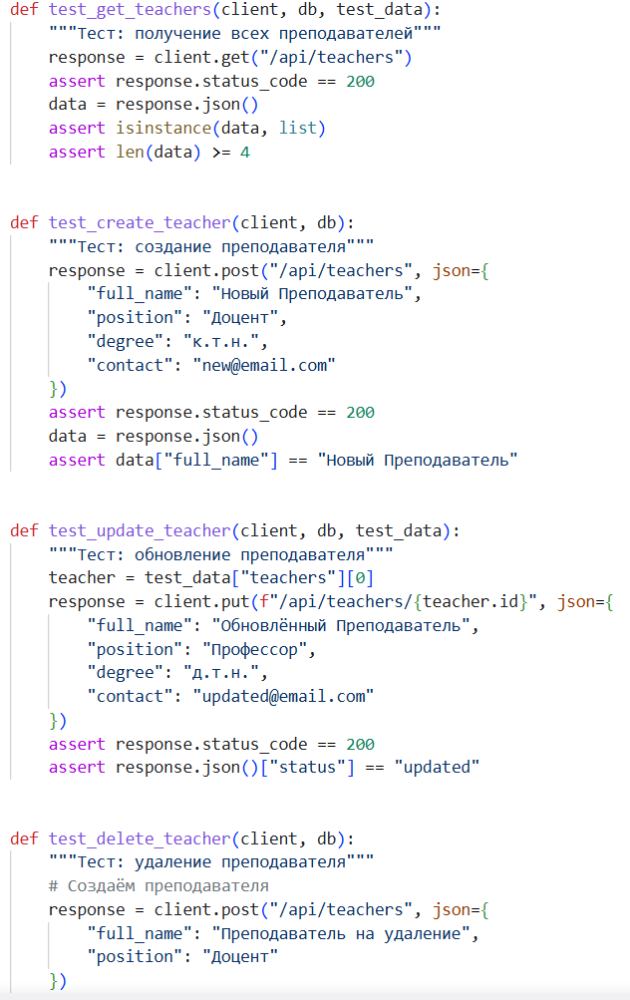 def test_get_teachers(client, db, test_data):
    """Тест: получение всех преподавателей"""
    response = client.get("/api/teachers")
    assert response.status_code == 200
    data = response.json()
    assert isinstance(data, list)
    assert len(data) >= 4
def test_create_teacher(client, db):
    """Тест: создание преподавателя"""
    response = client.post("/api/teachers", json={
        "full_name": "Новый Преподаватель",
        "position": "Доцент",
        "degree": "к.т.н.",
        "contact": "new@email.com"
    })
    assert response.status_code == 200
    data = response.json()
    assert data["full_name"] == "Новый Преподаватель"
def test_update_teacher(client, db, test_data):
    """Тест: обновление преподавателя"""
    teacher = test_data["teachers"][0]
    response = client.put(f"/api/teachers/{teacher.id}", json={
        "full_name": "Обновлённый Преподаватель",
        "position": "Профессор",
        "degree": "д.т.н.",
        "contact": "updated@email.com"
    })
    assert response.status_code == 200
    assert response.json()["status"] == "updated"
def test_delete_teacher(client, db):
    """Тест: удаление преподавателя"""
    # Создаём преподавателя
    response = client.post("/api/teachers", json={
        "full_name": "Преподаватель на удаление",
        "position": "Доцент"
    })